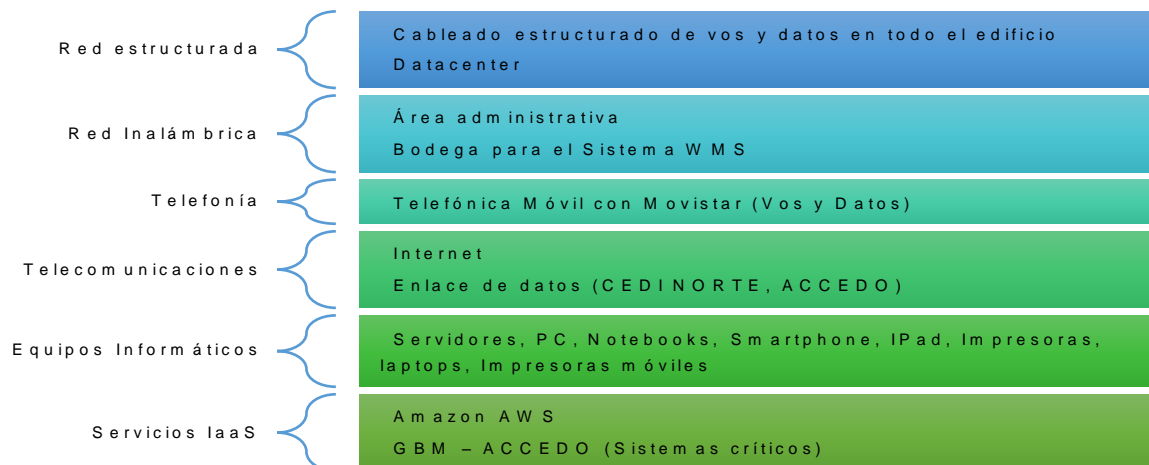 Red estructurada
Cableado estructurado de vos y datos en todo el edificio
Datacenter
Red Inalámbrica
Área administrativa
Bodega para el Sistema WMS
Telefonía
Telefónica Móvil con Movistar (Vos y Datos)
Telecomunicaciones
Internet
Enlace de datos (CEDINORTE, ACCEDO)
Equipos Informáticos
Servidores, PC, Notebooks, Smartphone, IPad, Impresoras,
laptops, Impresoras móviles
Servicios IaaS
Amazon AWS
GBM – ACCEDO (Sistemas críticos)